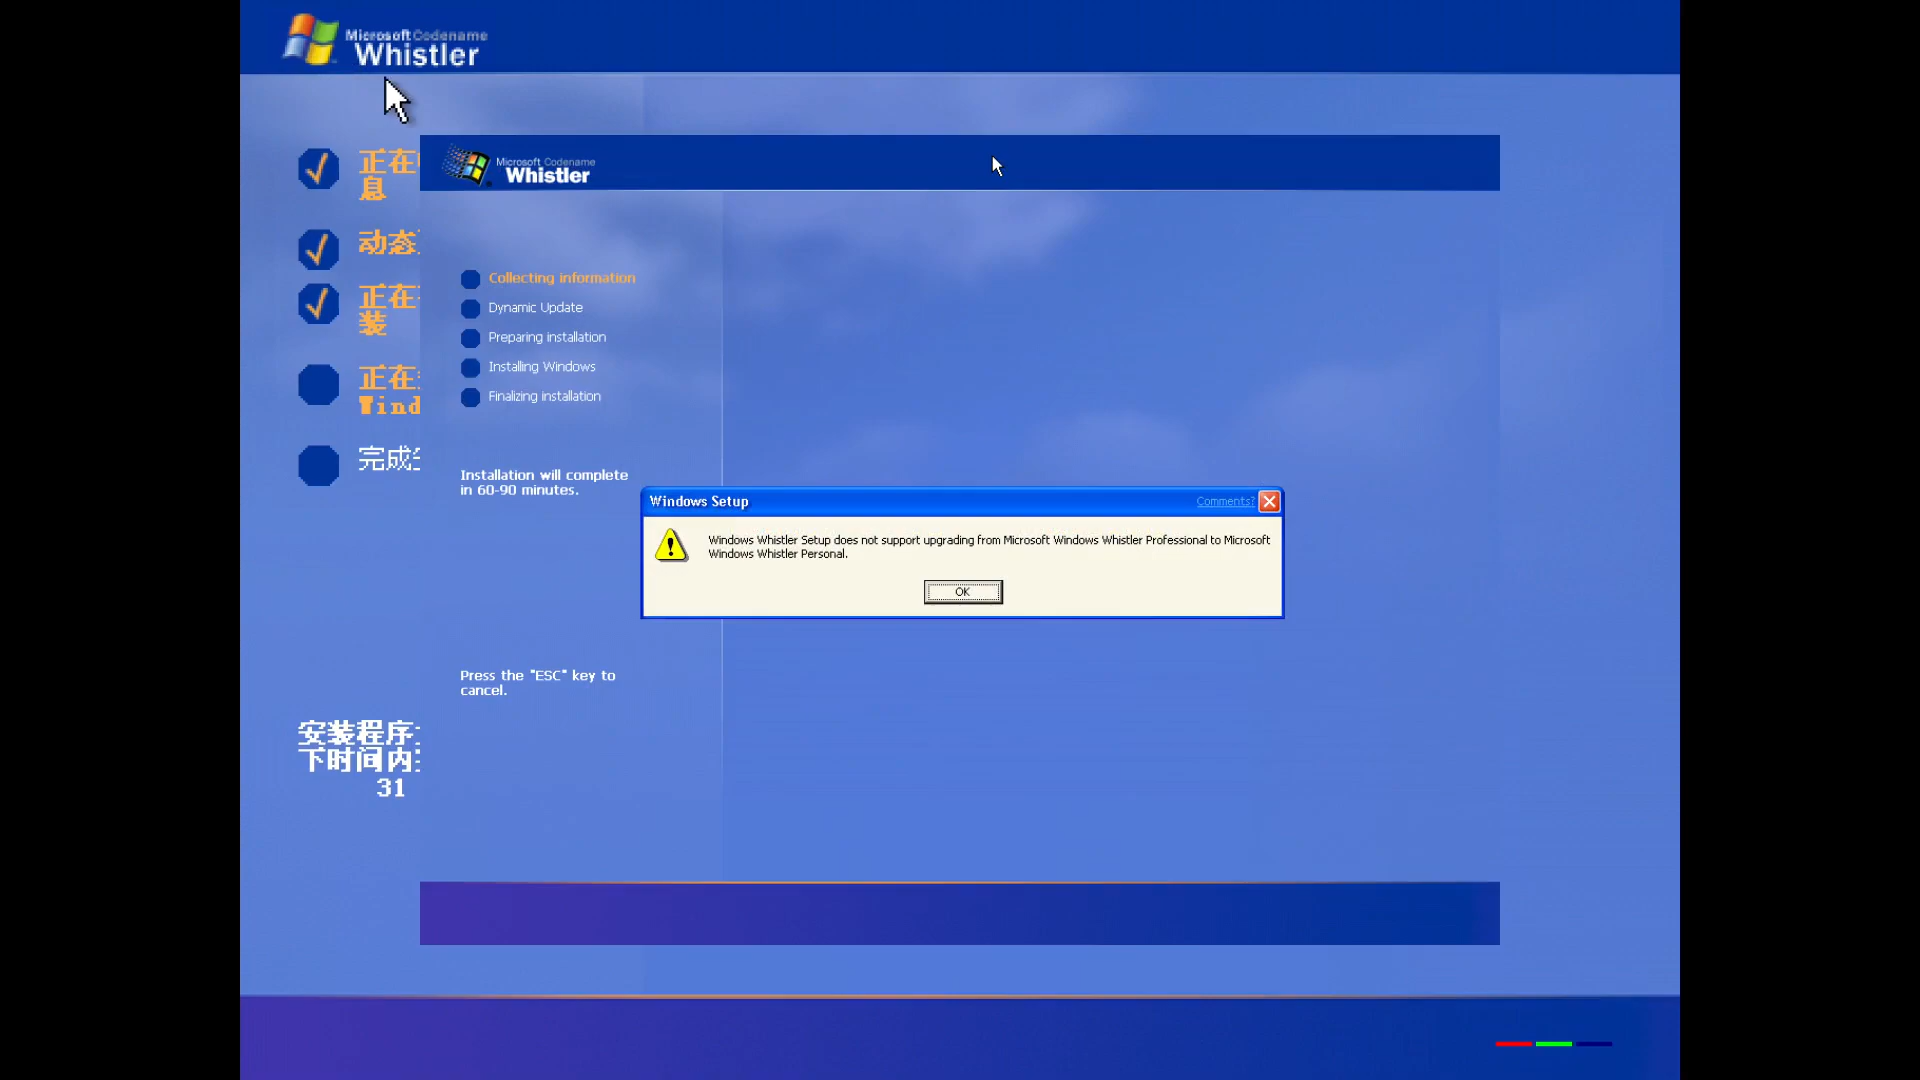 Microsoft Codename
Whistler
正在
息
动态
正在
装
正在
Wind
完成
安装程序
下时间内
31
Microsoft Codename
Whistler
Collecting information
Dynamic Update
Preparing installation
Installing Windows
Finalizing installation
Installation will complete
in 60-90 minutes.
Windows Setup
Comments?
Windows Whistler Setup does not support upgrading from Microsoft Windows Whistler Professional to Microsoft
Windows Whistler Personal.
OK
Press the "ESC" key to
cancel.